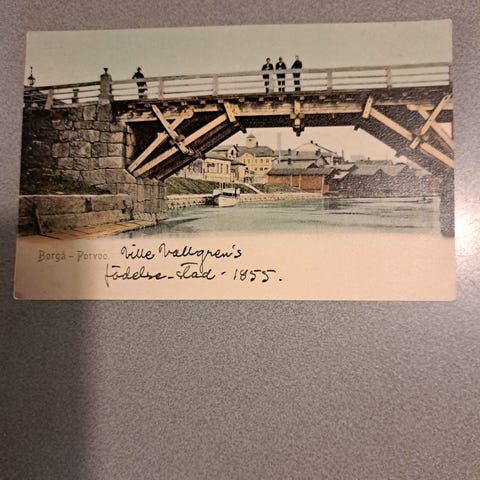 Borgå - Porvoo. Ville Vallgren's
födelse-stad - 1855.